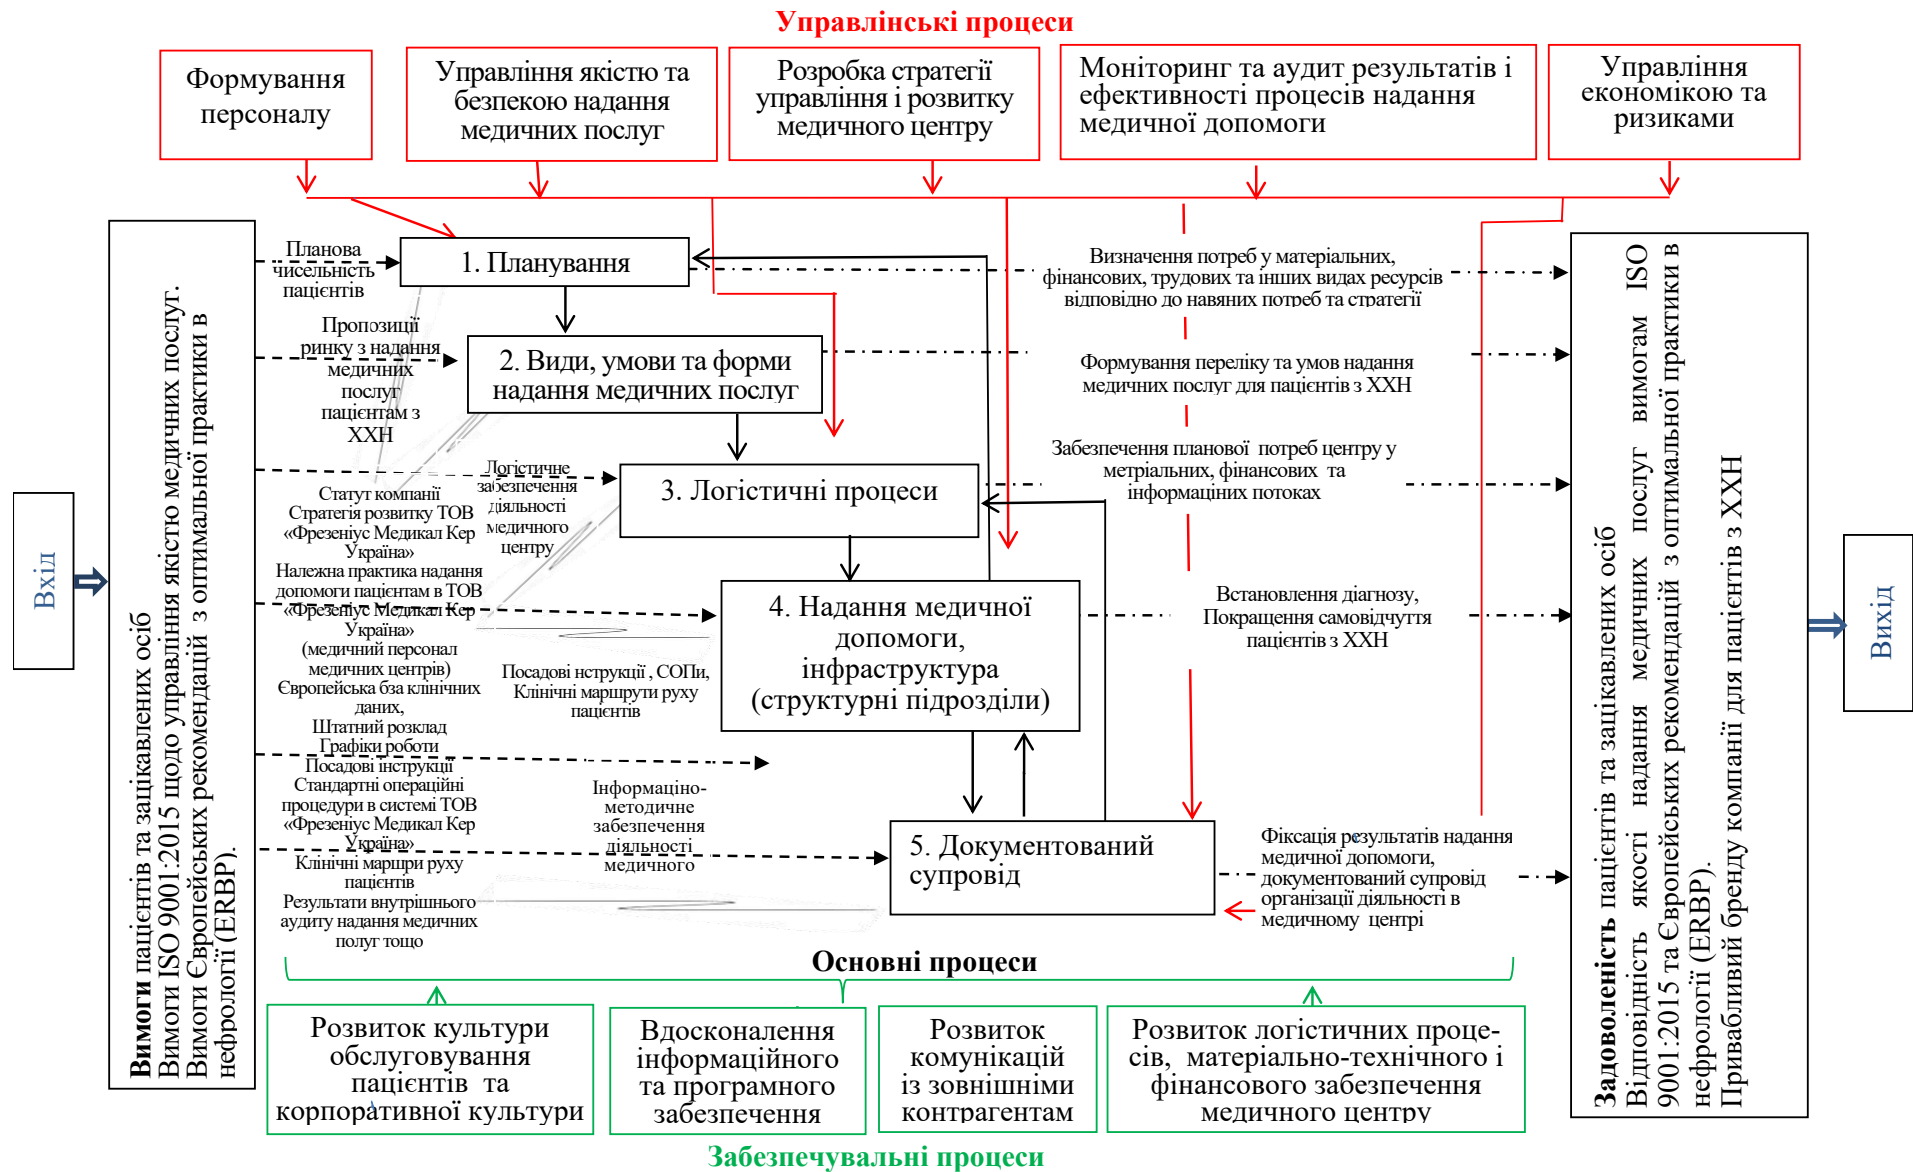 Управлінські процеси
Формування
персоналу
Управління якістю та
безпекою надання
медичних послуг
Розробка стратегії
управління і розвитку
медичного центру
Моніторинг та аудит результатів і
ефективності процесів надання
медичної допомоги
Управління
економікою та
ризиками
Вхід
Вимоги пацієнтів та зацікавлених осіб
Вимоги ISO 9001:2015 щодо управління якістю медичних послуг.
Вимоги Європейських рекомендацій з оптимальної практики в
нефрології (ERBP).
Планова
чисельність
пацієнтів
Пропозиції
ринку з надання
медичних
послуг
пацієнтам з
ХХН
Статут компанії
Стратегія розвитку ТОВ
«Фрезеніус Медикал Кер
Україна»
Належна практика надання
допомоги пацієнтам в ТОВ
«Фрезеніус Медикал Кер
Україна»
(медичний персонал
медичних центрів)
Європейська бза клінічних
даних,
Штатний розклад
Графіки роботи
Посадові інструкції
Стандартні операційні
процедури в системі ТОВ
«Фрезеніус Медикал Кер
Україна»
Клінічні маршри руху
пацієнтів
Результати внутрішнього
аудиту надання медичних
полуг тощо
Логістичне
забезпечення
діяльності
медичного
центру
Посадові нструкції , СОПи,
Клінічні маршрути руху
пацієнтів
Інформаціно-
методичне
забезпечення
діяльності
медичного
1. Планування
2. Види, умови та форми
надання медичних послуг
3. Логістичні процеси
4. Надання медичної
допомоги,
інфраструктура
(структурні підрозділи)
5. Документований
супровід
Визначення потреб у матеріальних,
фінансових, трудових та інших видах ресурсів
відповідно до навяних потреб та стратегії
Формування переліку та умов надання
медичних послуг для пацієнтів з ХХН
Забезпечення планової потреб центру у
метріальних, фінансових та
інформаціних потоках
Встановлення діагнозу,
Покращення самовідчуття
пацієнтів з ХХН
Фіксація результатів надання
медичної допомоги,
документований супровід
організації діяльності в
медичному центрі
Задоволеність пацієнтів та зацікавлених осіб
Відповідність якості надання медичних послуг вимогам ISO
9001:2015 та Європейських рекомендацій з оптимальної практики в
нефрології (ERBP).
Привабливий бренду компанії для пацієнтів з ХХН
Вихід
Основні процеси
Розвиток культури
обслуговування
пацієнтів та
корпоративної культури
Вдосконалення
інформаційного
та програмного
забезпечення
Розвиток
комунікацій
із зовнішніми
контрагентам
Розвиток логістичних проце-
сів, матеріально-технічного і
фінансового забезпечення
медичного центру
Забезпечувальні процеси